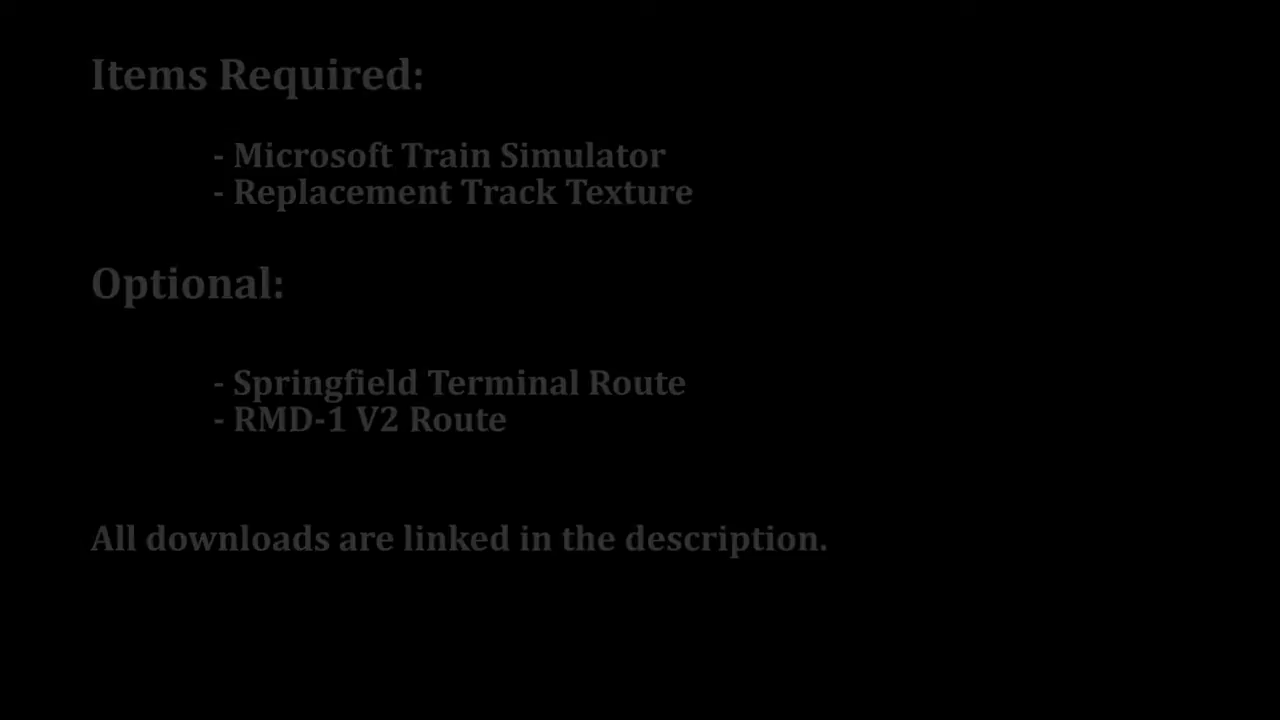 Items Required:
- Microsoft Train Simulator
- Replacement Track Texture
Optional:
- Springfield Terminal Route
- RMD-1 V2 Route
All downloads are linked in the description.